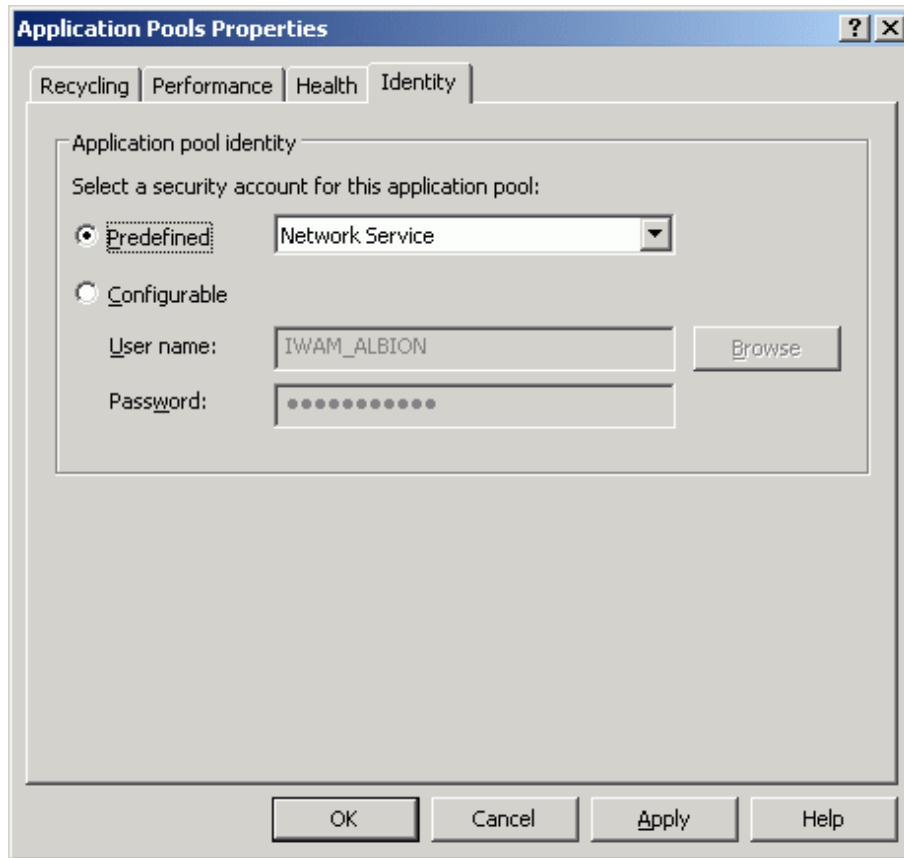 Application Pools Properties
Recycling Performance Health Identity
Application pool identity
Select a security account for this application pool:
Predefined Network Service
Configurable
User name: IWAM_ALBION Browse
Password: ●●●●●●●●●●●
OK Cancel Apply Help